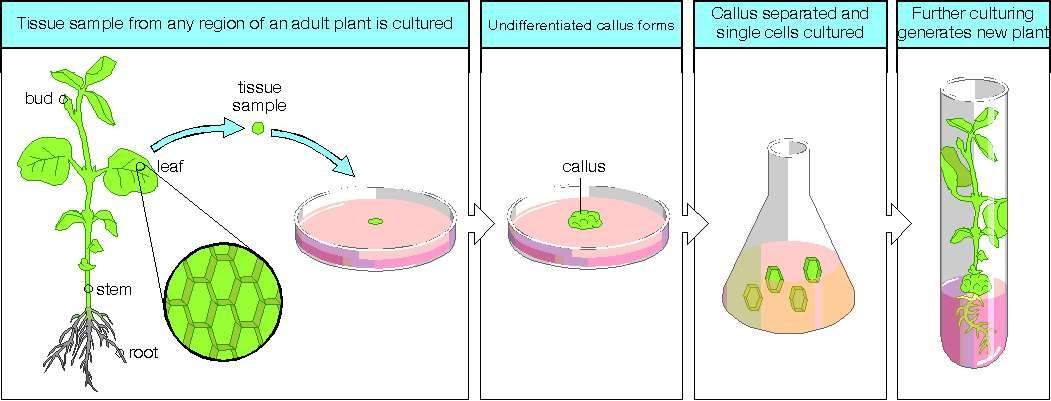 Tissue sample from any region of an adult plant is cultured
Undifferentiated callus forms
Callus separated and
single cells cultured
Further culturing
generates new plant
bud
tissue
sample
leaf
stem
root
callus